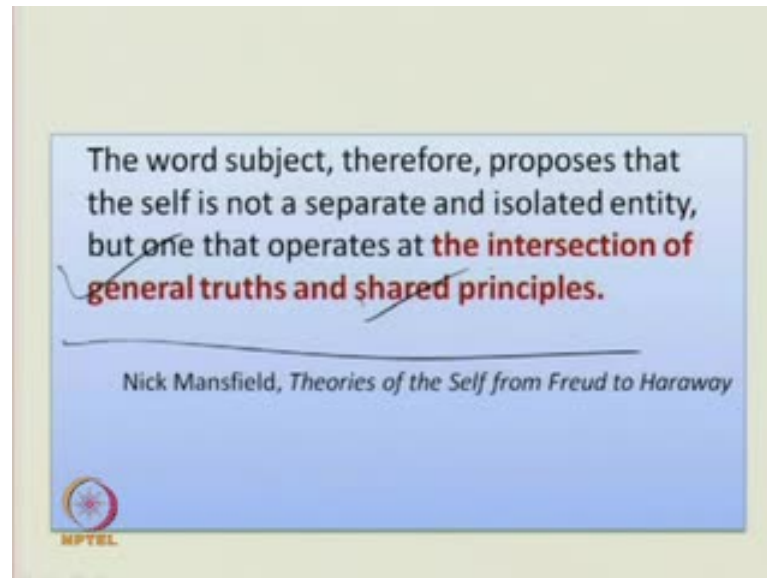 The word subject, therefore, proposes that
the self is not a separate and isolated entity,
but one that operates at the intersection of
general truths and shared principles.
Nick Mansfield, Theories of the Self from Freud to Haraway
NPTEL